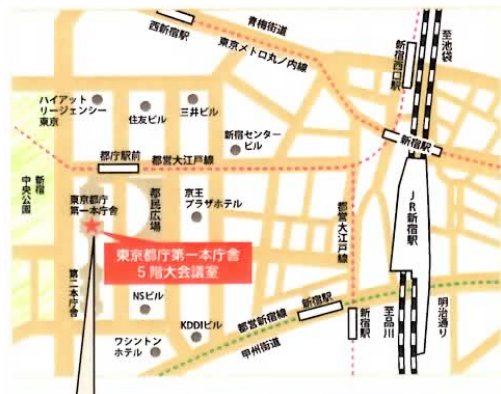 青梅街道
西新宿駅
東京メトロ丸ノ内線
新宿西口駅
至池袋
ハイアット
リージェンシー
東京
住友ビル
三井ビル
新宿センター
ビル
新宿駅
都庁駅前
都営大江戸線
新宿
中央公園
東京都庁
第一本庁舎
都民広場
京王
プラザホテル
都営大江戸線
JR新宿駅
東京都庁第一本庁舎
5階大会議室
第二本庁舎
NSビル
都営新宿線
新宿駅
KDDIビル
甲州街道
ワシントン
ホテル
新宿駅
至品川
明治通り